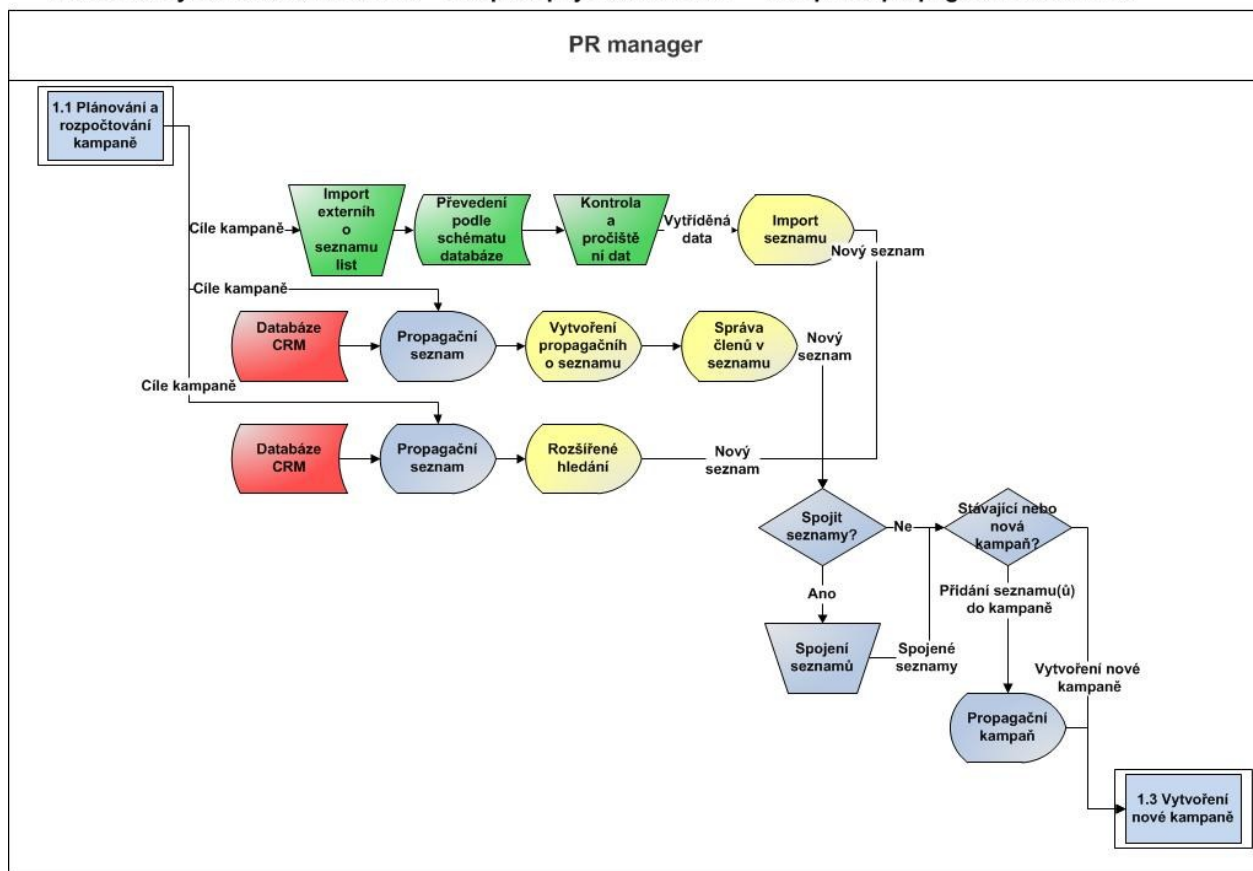 PR manager
1.1 Plánování a
rozpočtování
kampaně
Cíle kampaně
Import
externíh
o
seznamu
list
Převedení
podle
schématu
databáze
Kontrola
a
pročiště
ní dat
Vytříděná
data
Import
seznamu
Nový seznam
Cíle kampaně
Databáze
CRM
Propagační
seznam
Vytvoření
propagačníh
o seznamu
Správa
členů v
seznamu
Nový
seznam
Cíle kampaně
Databáze
CRM
Propagační
seznam
Rozšířené
hledání
Nový
seznam
Spojit
seznamy?
Ne
Stávající nebo
nová
kampaň?
Ano
Přidání seznamu(ů)
do kampaně
Spojení
seznamů
Spojené
seznamy
Vytvoření nové
kampaně
Propagační
kampaň
1.3 Vytvoření
nové kampaně